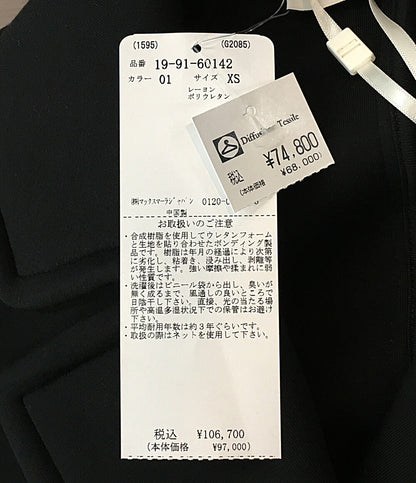 (1595) (G2085)
品番 19-91-60142
カラー 01 サイズ XS
レーヨン
ポリウレタン
Diffusione Tessile
税込 ¥74,800
(本体価格 ¥68,000)
㈱マックスマーラジャパン 0120-0
中国製
お取扱いのご注意
・合成樹脂を使用してウレタンフォーム
と生地を貼り合わせたボンディング製
品です。樹脂は年月の経過により次第
に劣化し、粘着き、浸み出し、剥離等
が発生します。強い摩擦や揉まれに弱
い性質です。
・洗濯後はビニール袋から出し、臭いが
無く成るまで、風通しの良いところで
日陰干し下さい。直接、光の当たる場
所や高温多湿状況下での保管はお避け
下さい。
・平均耐用年数は約３年ぐらいです。
・取扱の際はネットを使用して下さい。
税込 ¥106,700
(本体価格 ¥97,000)